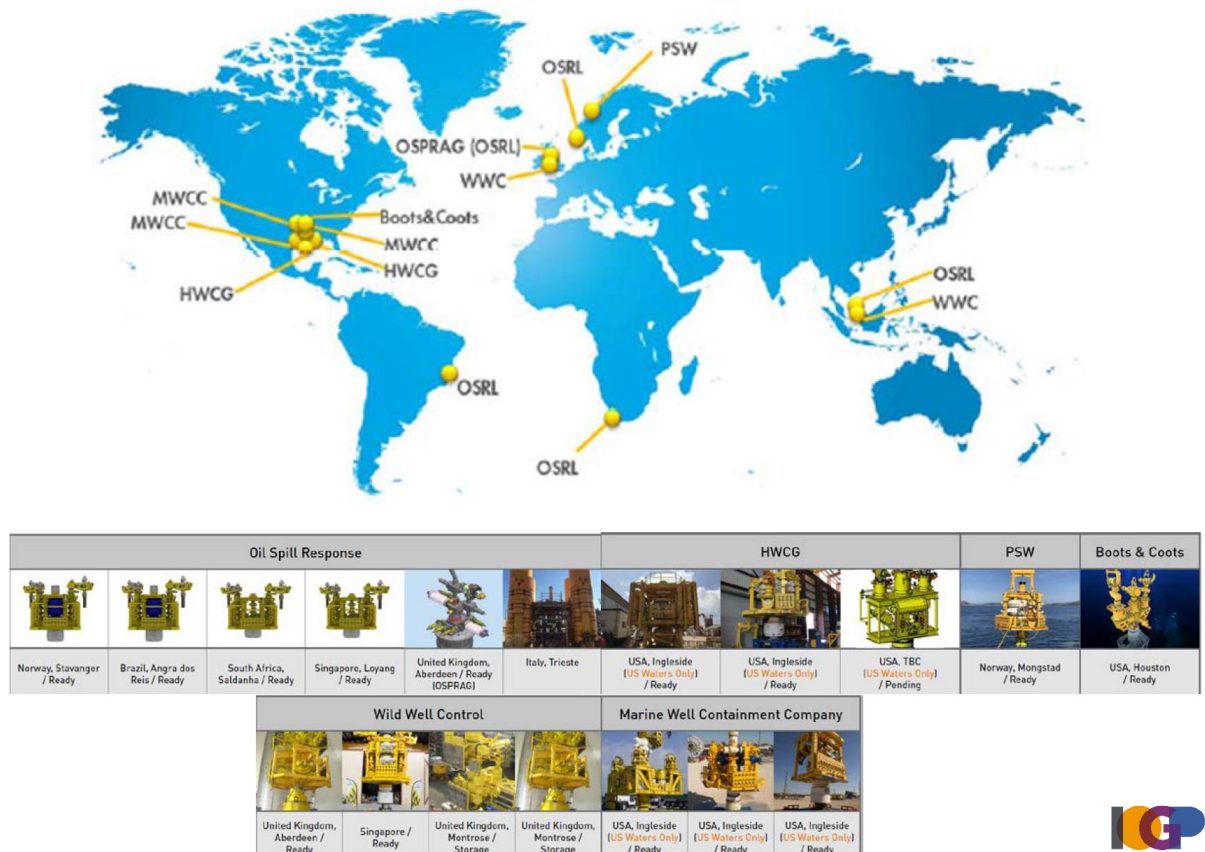 PSW
OSRL
OSPRAG (OSRL)
WWC
MWCC
MWCC
Boots&Coots
MWCC
HWCG
HWCG
OSRL
WWC
OSRL
OSRL
Oil Spill Response
HWCG
PSW
Boots & Coots
Norway, Stavanger
/ Ready
Brazil, Angra dos
Reis / Ready
South Africa,
Saldanha / Ready
Singapore, Loyang
/ Ready
United Kingdom,
Aberdeen / Ready
(OSPRAG)
Italy, Trieste
USA, Ingleside
(US Waters Only)
/ Ready
USA, Ingleside
(US Waters Only)
/ Ready
USA, TBC
(US Waters Only)
/ Pending
Norway, Mongstad
/ Ready
USA, Houston
/ Ready
Wild Well Control
Marine Well Containment Company
United Kingdom,
Aberdeen /
Ready
Singapore /
Ready
United Kingdom,
Montrose /
Storage
United Kingdom,
Montrose /
Storage
USA, Ingleside
(US Waters Only)
/ Ready
USA, Ingleside
(US Waters Only)
/ Ready
USA, Ingleside
(US Waters Only)
/ Ready
IOGP